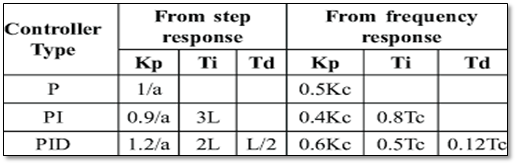 Controller Type From step response From frequency response
Kp Ti Td Kp Ti Td
P 1/a 0.5Kc
PI 0.9/a 3L 0.4Kc 0.8Tc
PID 1.2/a 2L L/2 0.6Kc 0.5Tc 0.12Tc